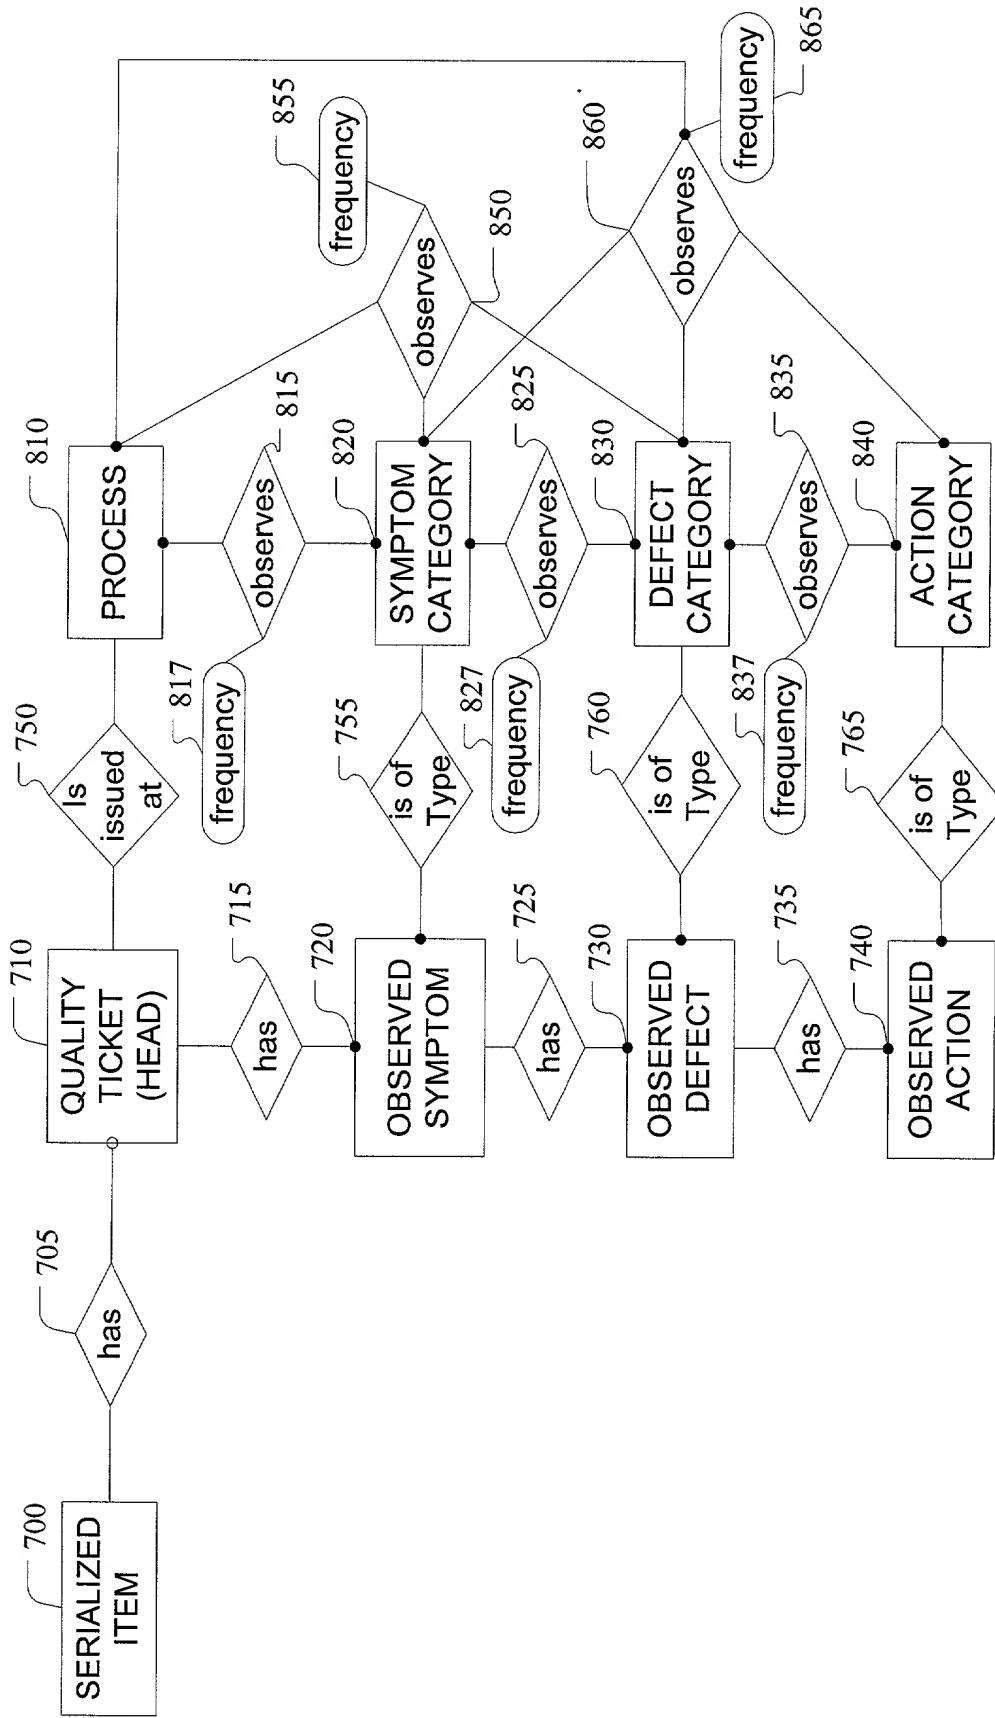 700
SERIALIZED
ITEM
705
has
710
QUALITY
TICKET
(HEAD)
750
Is
issued
at
810
PROCESS
715
has
817
frequency
815
observes
855
frequency
720
OBSERVED
SYMPTOM
755
is of
Type
820
SYMPTOM
CATEGORY
850
observes
725
has
827
frequency
825
observes
860
observes
865
frequency
730
OBSERVED
DEFECT
760
is of
Type
830
DEFECT
CATEGORY
735
has
837
frequency
835
observes
740
OBSERVED
ACTION
765
is of
Type
840
ACTION
CATEGORY